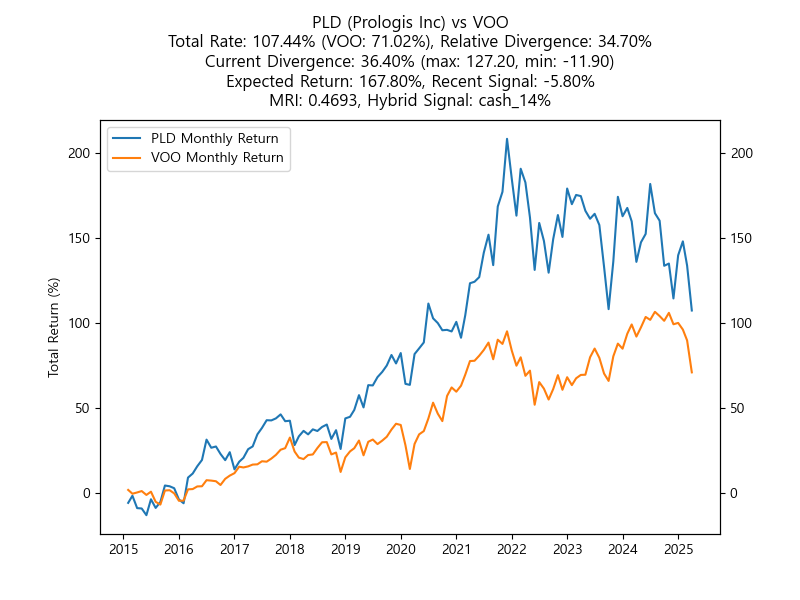 PLD (Prologis Inc) vs VOO
Total Rate: 107.44% (VOO: 71.02%), Relative Divergence: 34.70%
Current Divergence: 36.40% (max: 127.20, min: -11.90)
Expected Return: 167.80%, Recent Signal: -5.80%
MRI: 0.4693, Hybrid Signal: cash_14%
PLD Monthly Return
VOO Monthly Return
200 200
150 150
100 100
50 50
0 0
Total Return (%)
2015 2016 2017 2018 2019 2020 2021 2022 2023 2024 2025